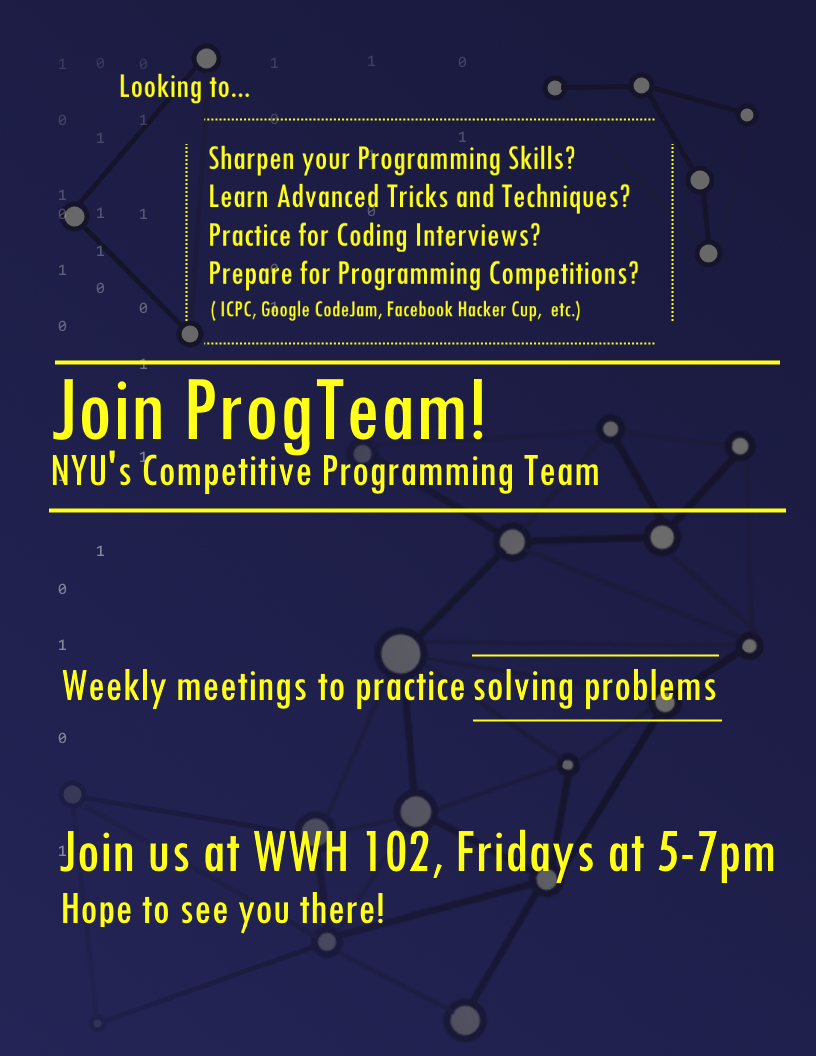 Looking to...
Sharpen your Programming Skills?
Learn Advanced Tricks and Techniques?
Practice for Coding Interviews?
Prepare for Programming Competitions?
( ICPC, Google CodeJam, Facebook Hacker Cup, etc.)
Join ProgTeam!
NYU's Competitive Programming Team
Weekly meetings to practice solving problems
Join us at WWH 102, Fridays at 5-7pm
Hope to see you there!